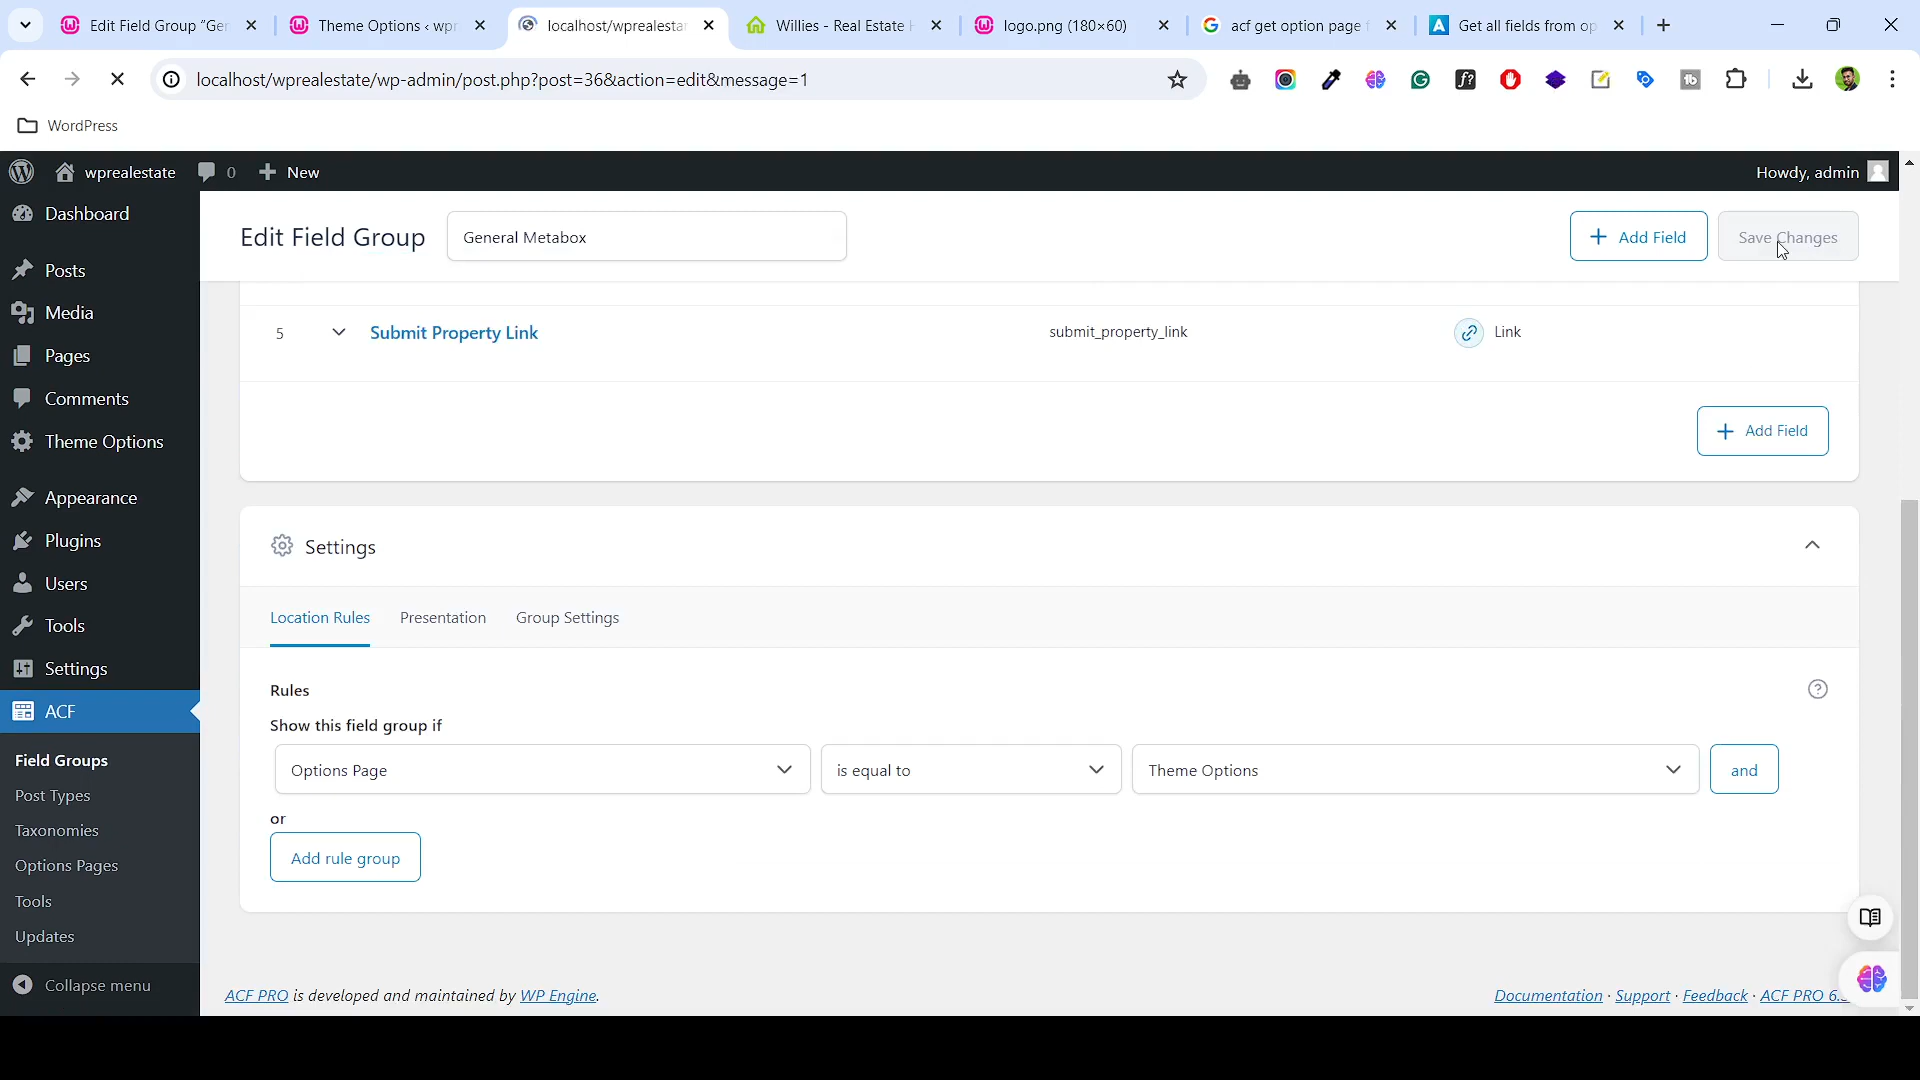 Edit Field Group “Ger
Theme Options ‹ wpr
localhost/wprealesta
Willies - Real Estate H
logo.png (180×60)
acf get option page f
Get all fields from op
localhost/wprealestate/wp-admin/post.php?post=36&action=edit&message=1
WordPress
wprealestate
0
New
Howdy, admin
Dashboard
Posts
Media
Pages
Comments
Theme Options
Appearance
Plugins
Users
Tools
Settings
ACF
Field Groups
Post Types
Taxonomies
Options Pages
Tools
Updates
Collapse menu
Edit Field Group
General Metabox
Add Field
Save Changes
5
Submit Property Link
submit_property_link
Link
Add Field
Settings
Location Rules
Presentation
Group Settings
Rules
Show this field group if
Options Page
is equal to
Theme Options
and
or
Add rule group
ACF PRO is developed and maintained by WP Engine.
Documentation · Support · Feedback · ACF PRO 6.